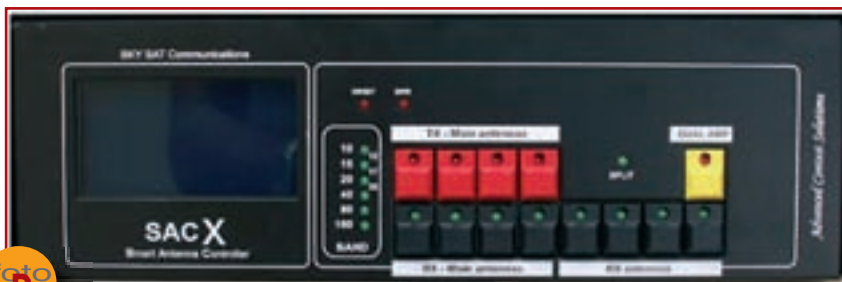 SKY SAT Communications
SAC X
Smart Antenna Controller
10
15
20
40
80
160
BAND
TX - Main antennas
SPLIT
RX - Main antennas
RX antennas
Advanced Control Solutions
foto